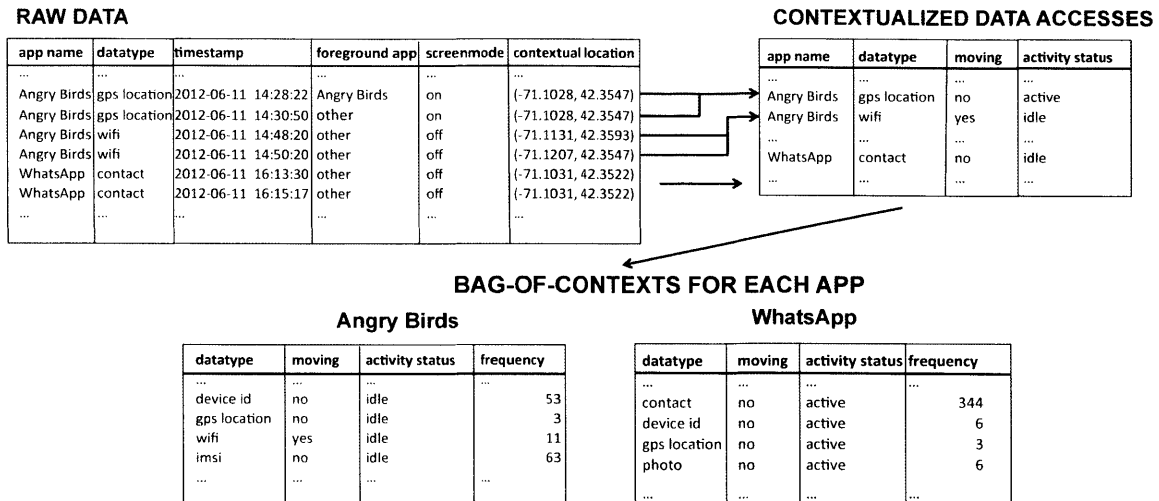 RAW DATA
CONTEXTUALIZED DATA ACCESSES
app name datatype timestamp foreground app screenmode contextual location
... ... ... ... ... ...
Angry Birds gps location 2012-06-11 14:28:22 Angry Birds on (-71.1028, 42.3547)
Angry Birds gps location 2012-06-11 14:30:50 other on (-71.1028, 42.3547)
Angry Birds wifi 2012-06-11 14:48:20 other off (-71.1131, 42.3593)
Angry Birds wifi 2012-06-11 14:50:20 other off (-71.1207, 42.3547)
WhatsApp contact 2012-06-11 16:13:30 other off (-71.1031, 42.3522)
WhatsApp contact 2012-06-11 16:15:17 other off (-71.1031, 42.3522)
... ... ... ... ... ...
app name datatype moving activity status
... ... ... ...
Angry Birds gps location no active
Angry Birds wifi yes idle
... ... ... ...
WhatsApp contact no idle
... ... ... ...
BAG-OF-CONTEXTS FOR EACH APP
Angry Birds
datatype moving activity status frequency
... ... ... ...
device id no idle 53
gps location no idle 3
wifi yes idle 11
imsi no idle 63
... ... ... ...
WhatsApp
datatype moving activity status frequency
... ... ... ...
contact no active 344
device id no active 6
gps location no active 3
photo no active 6
... ... ... ...